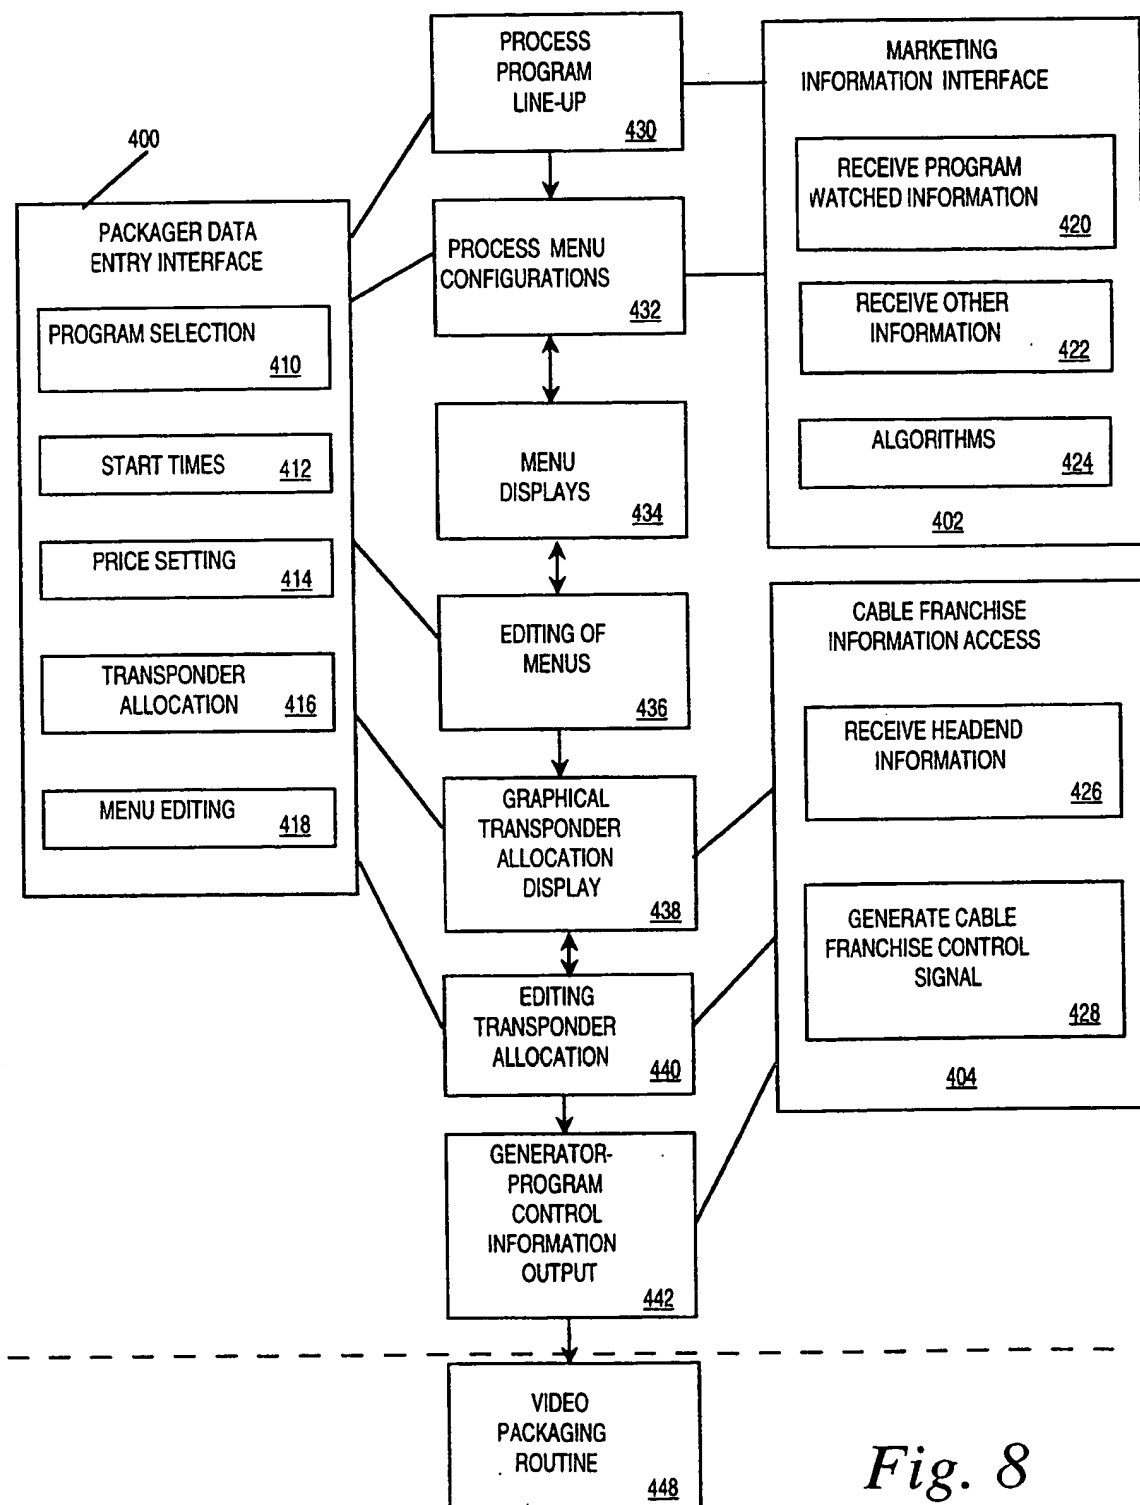 PROCESS
PROGRAM
LINE-UP
430
MARKETING
INFORMATION INTERFACE
RECEIVE PROGRAM
WATCHED INFORMATION
420
RECEIVE OTHER
INFORMATION
422
ALGORITHMS
424
402
400
PACKAGER DATA
ENTRY INTERFACE
PROGRAM SELECTION
410
START TIMES
412
PRICE SETTING
414
TRANSPONDER
ALLOCATION
416
MENU EDITING
418
PROCESS MENU
CONFIGURATIONS
432
MENU
DISPLAYS
434
EDITING OF
MENUS
436
GRAPHICAL
TRANSPONDER
ALLOCATION
DISPLAY
438
EDITING
TRANSPONDER
ALLOCATION
440
GENERATOR-
PROGRAM
CONTROL
INFORMATION
OUTPUT
442
CABLE FRANCHISE
INFORMATION ACCESS
RECEIVE HEADEND
INFORMATION
426
GENERATE CABLE
FRANCHISE CONTROL
SIGNAL
428
404
VIDEO
PACKAGING
ROUTINE
448
Fig. 8